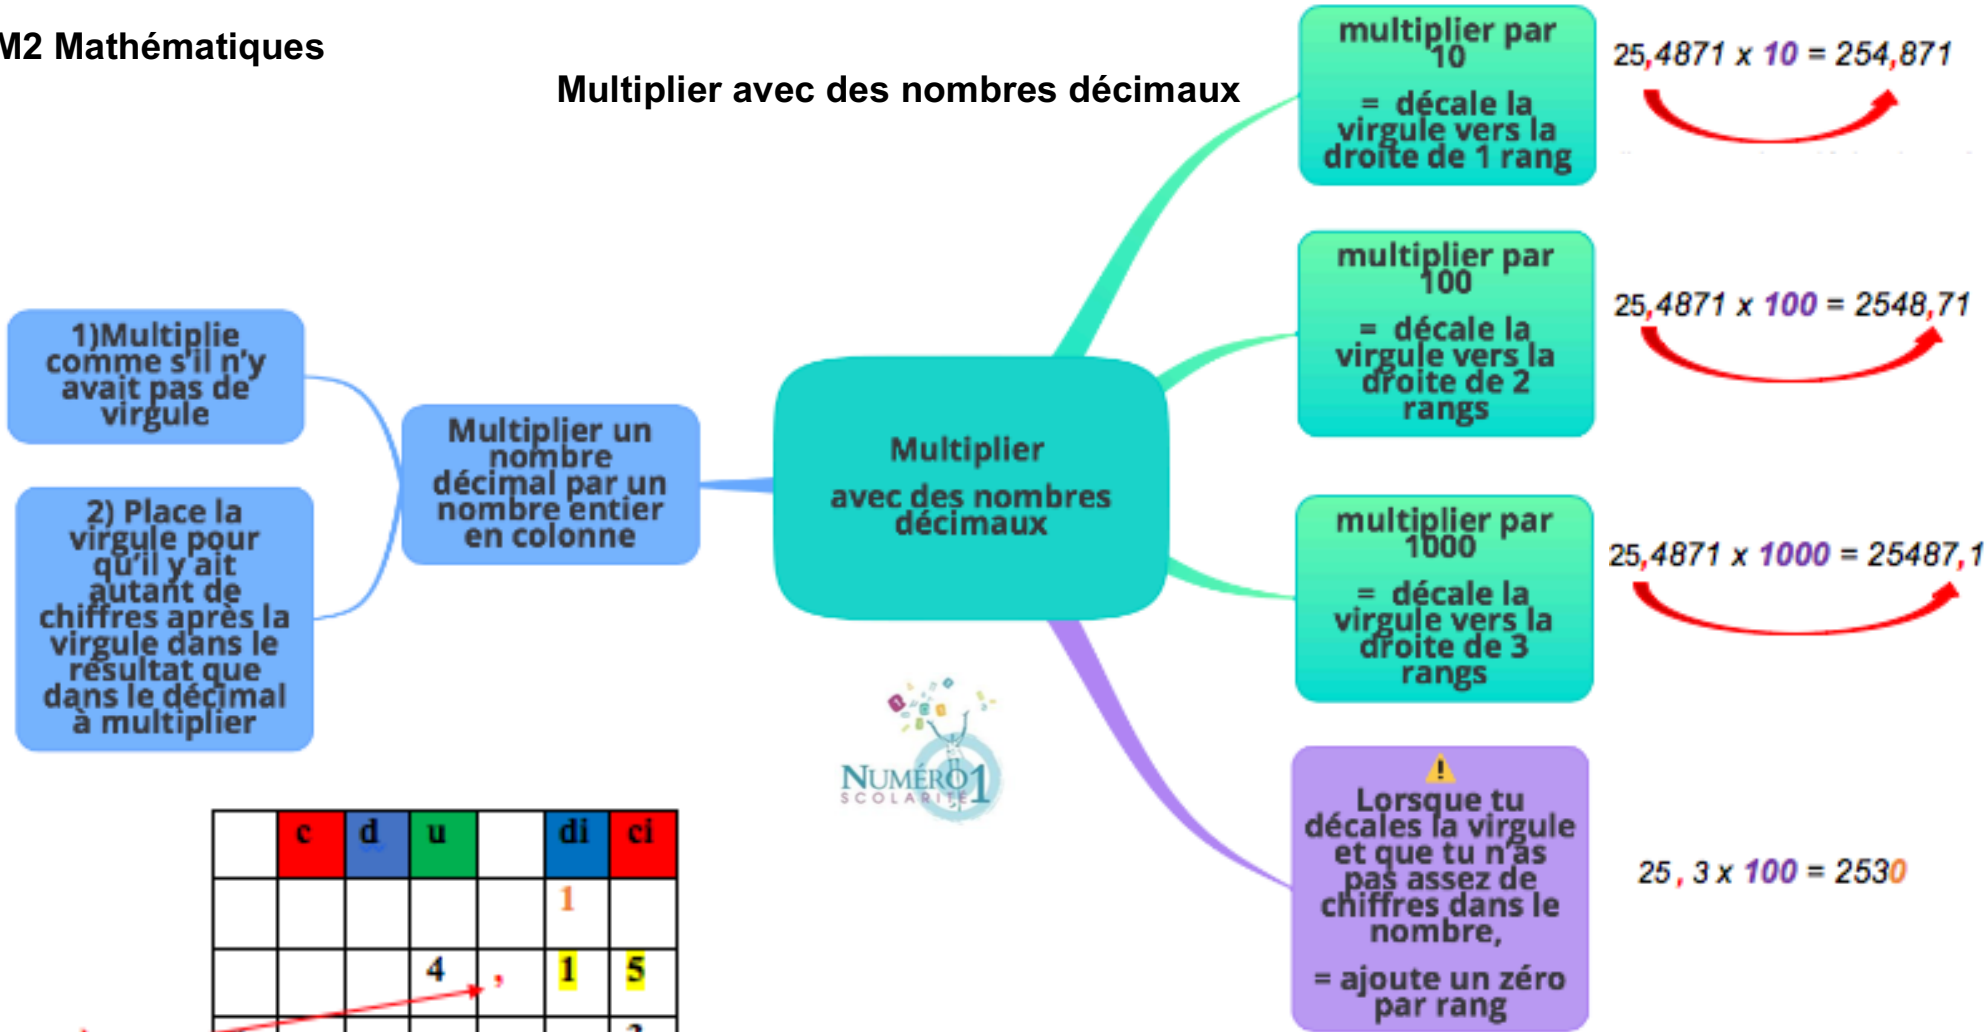 M2 Mathématiques
Multiplier avec des nombres décimaux
1)Multiplie
comme s'il n'y
avait pas de
virgule
2) Place la
virgule pour
qu'il y ait
autant de
chiffres après la
virgule dans le
résultat que
dans le décimal
à multiplier
Multiplier un
nombre
décimal par un
nombre entier
en colonne
Multiplier
avec des nombres
décimaux
multiplier par
10
= décale la
virgule vers la
droite de 1 rang
25,4871 x 10 = 254,871
multiplier par
100
= décale la
virgule vers la
droite de 2
rangs
25,4871 x 100 = 2548,71
multiplier par
1000
= décale la
virgule vers la
droite de 3
rangs
25,4871 x 1000 = 25487,1
Lorsque tu
décales la virgule
et que tu n'as
pas assez de
chiffres dans le
nombre,
= ajoute un zéro
par rang
25 , 3 x 100 = 2530
NUMÉRO1
SCOLARITÉ
c d u di ci
1
4 , 1 5